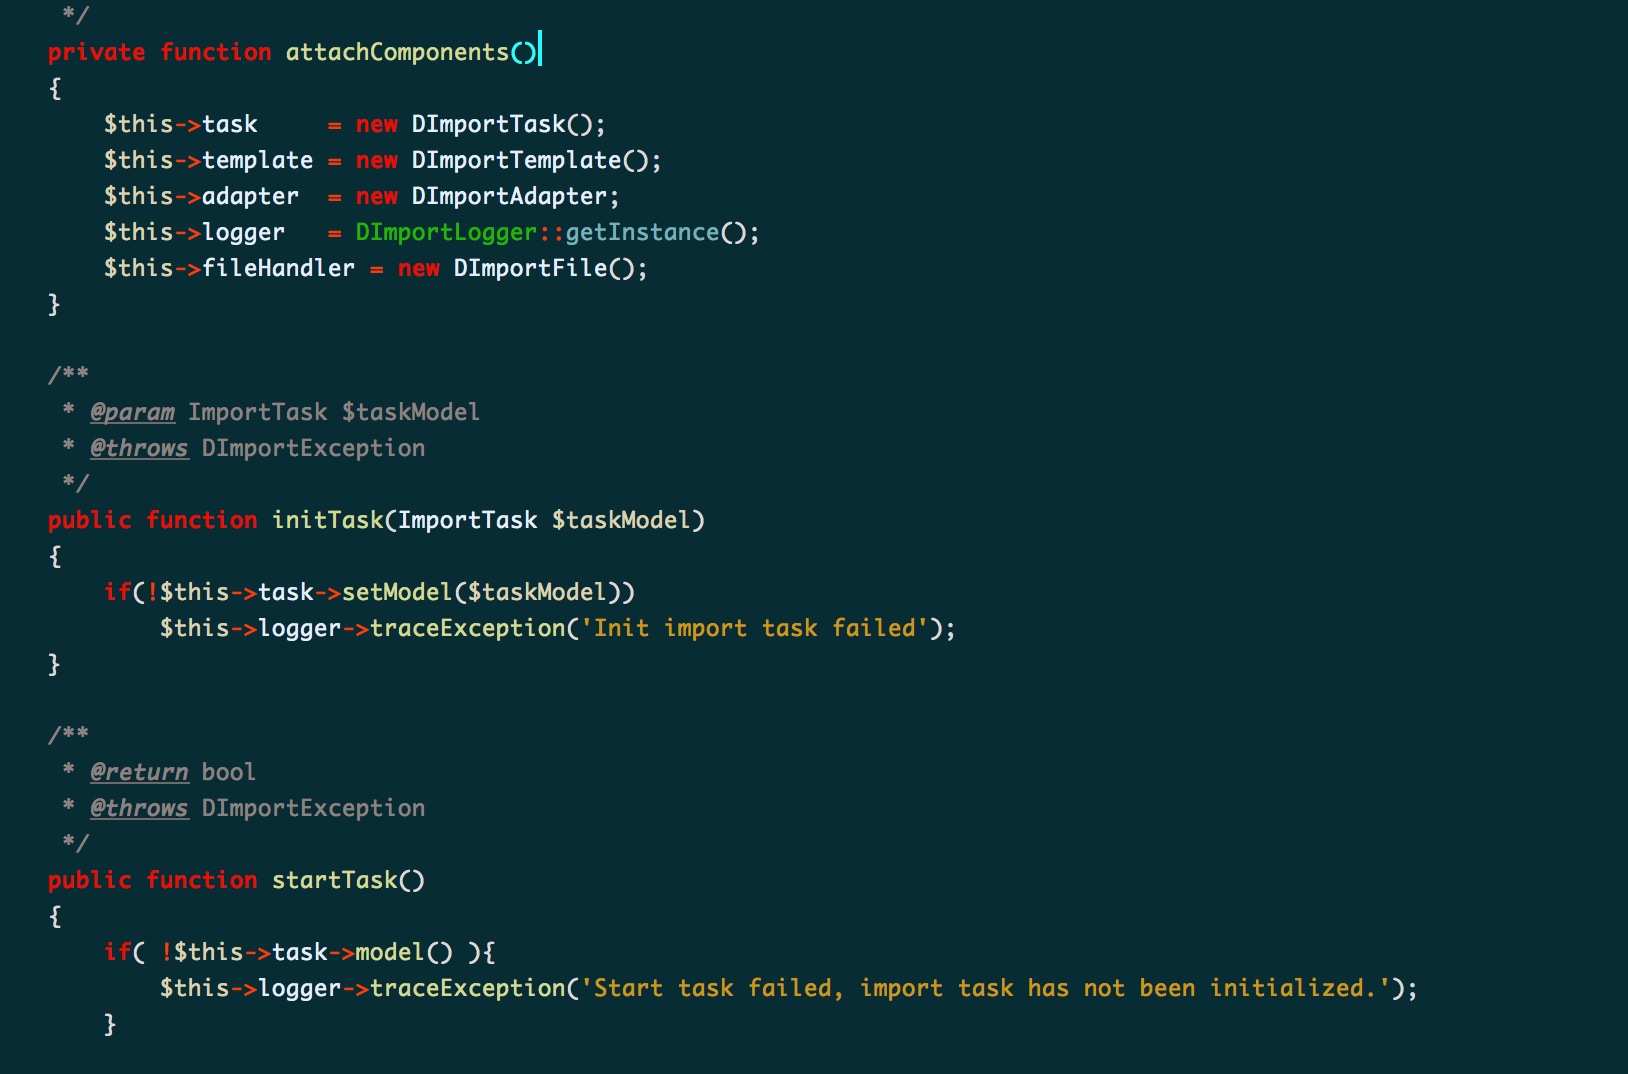 */
    private function attachComponents()
    {
        $this->task     = new DImportTask();
        $this->template = new DImportTemplate();
        $this->adapter  = new DImportAdapter;
        $this->logger   = DImportLogger::getInstance();
        $this->fileHandler = new DImportFile();
    }

    /**
     * @param ImportTask $taskModel
     * @throws DImportException
     */
    public function initTask(ImportTask $taskModel)
    {
        if(!$this->task->setModel($taskModel))
            $this->logger->traceException('Init import task failed');
    }

    /**
     * @return bool
     * @throws DImportException
     */
    public function startTask()
    {
        if( !$this->task->model() ){
            $this->logger->traceException('Start task failed, import task has not been initialized.');
        }